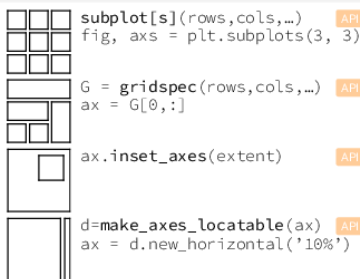 subplot[s](rows,cols,…) API
fig, axs = plt.subplots(3, 3)
G = gridspec(rows,cols,…) API
ax = G[0,:]
ax.inset_axes(extent) API
d=make_axes_locatable(ax) API
ax = d.new_horizontal('10%')